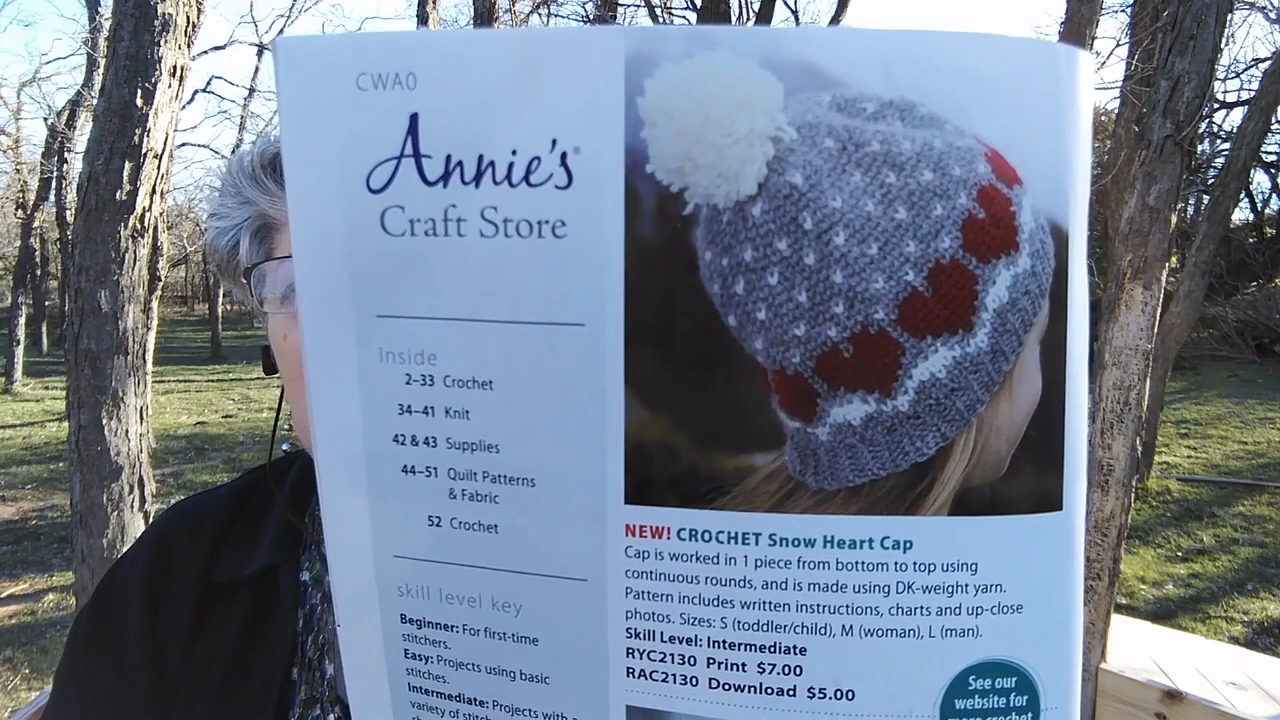 CWA0
Annie's®
Craft Store
Inside
2–33 Crochet
34–41 Knit
42 & 43 Supplies
44–51 Quilt Patterns
& Fabric
52 Crochet
skill level key
Beginner: For first-time
stitchers.
Easy: Projects using basic
stitches.
Intermediate: Projects with a
variety of
NEW! CROCHET Snow Heart Cap
Cap is worked in 1 piece from bottom to top using
continuous rounds, and is made using DK-weight yarn.
Pattern includes written instructions, charts and up-close
photos. Sizes: S (toddler/child), M (woman), L (man).
Skill Level: Intermediate
RYC2130 Print $7.00
RAC2130 Download $5.00
See our
website for
more crochet